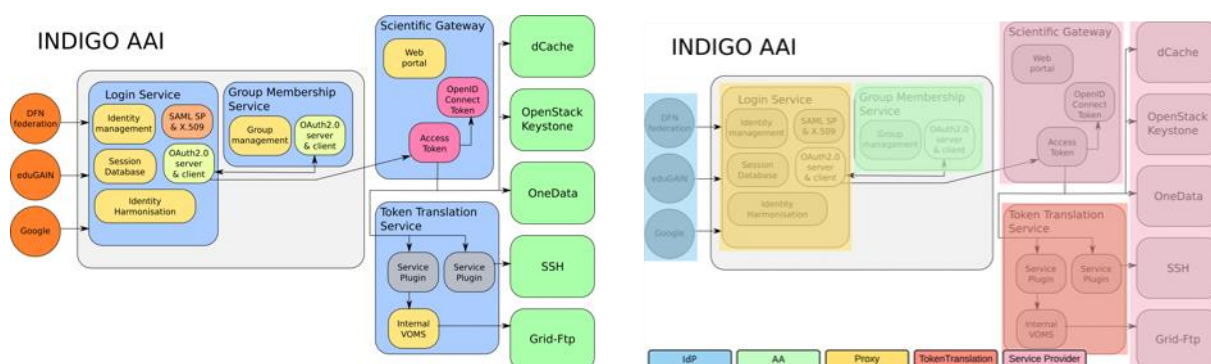 INDIGO AAI
DFN
federation
eduGAIN
Google
Login Service
Identity
management
SAML SP
& X.509
Session
Database
OAuth2.0
server
& client
Identity
Harmonisation
Group Membership
Service
Group
management
OAuth2.0
server
& client
Scientific Gateway
Web
portal
OpenID
Connect
Token
Access
Token
Token Translation
Service
Service
Plugin
Service
Plugin
Internal
VOMS
dCache
OpenStack
Keystone
OneData
SSH
Grid-Ftp
INDIGO AAI
DFN
federation
eduGAIN
Google
Login Service
Identity
management
SAML SP
& X.509
Session
Database
OAuth2.0
server
& client
Identity
Harmonisation
Group Membership
Service
Group
management
OAuth2.0
server
& client
Scientific Gateway
Web
portal
OpenID
Connect
Token
Access
Token
Token Translation
Service
Service
Plugin
Service
Plugin
Internal
VOMS
dCache
OpenStack
Keystone
OneData
SSH
Grid-Ftp
IdP
AA
Proxy
TokenTranslation
Service Provider